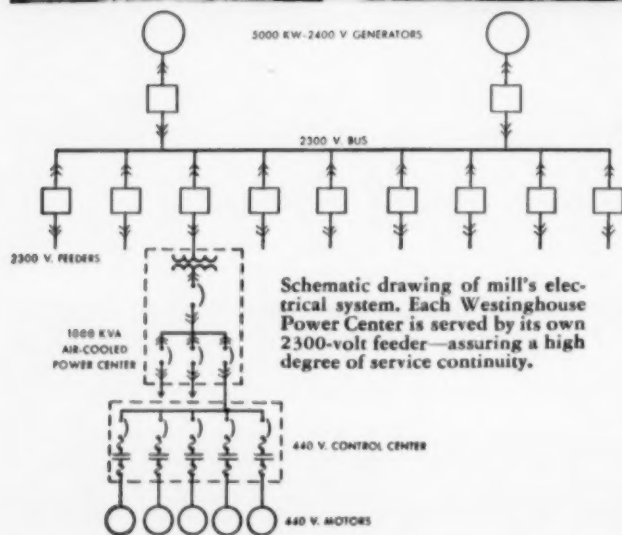 5000 KW-2400 V GENERATORS
2300 V. BUS
2300 V. FEEDERS
Schematic drawing of mill's elec-
trical system. Each Westinghouse
Power Center is served by its own
2300-volt feeder—assuring a high
degree of service continuity.
1000 KVA
AIR-COOLED
POWER CENTER
440 V. CONTROL CENTER
440 V. MOTORS